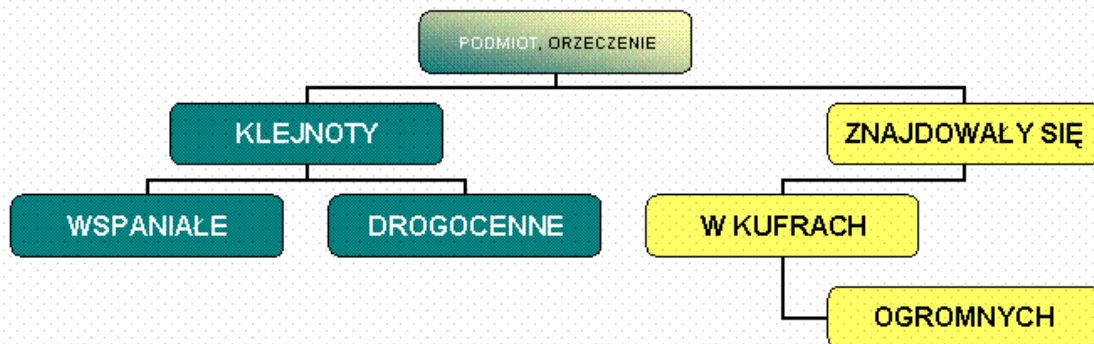 PODMIOT, ORZECZENIE
KLEJNOTY
ZNAJDOWAŁY SIĘ
WSPANIAŁE
DROGOCENNE
W KUFRACH
OGROMNYCH